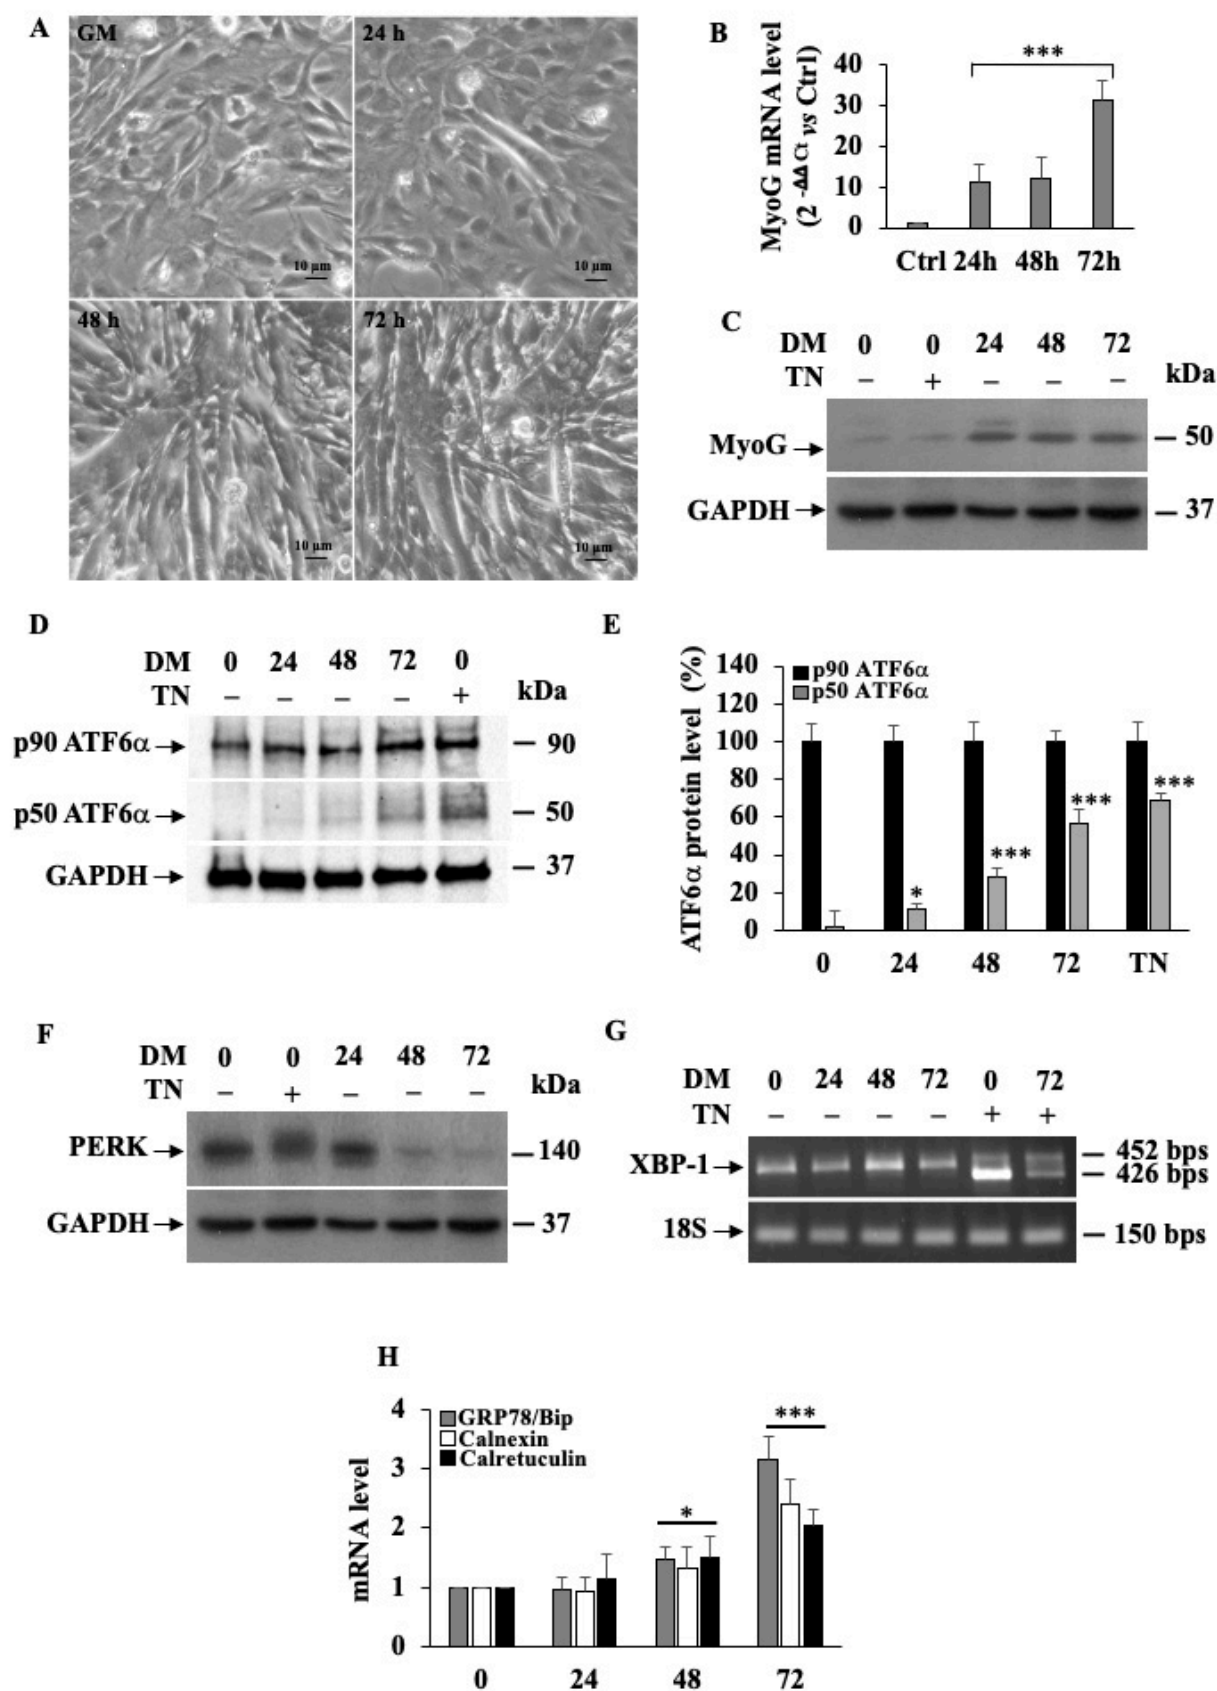 A
GM
24 h
10 µm
10 µm
48 h
72 h
10 µm
10 µm
B
MyoG mRNA level
(2 -ΔΔ Ct vs Ctrl)
***
40
30
20
10
0
Ctrl 24h 48h 72h
C
DM 0 0 24 48 72
TN – + – – – kDa
MyoG – 50
GAPDH – 37
D
DM 0 24 48 72 0
TN – – – – + kDa
p90 ATF6α – 90
p50 ATF6α – 50
GAPDH – 37
E
ATF6α protein level (%)
140
120
100
80
60
40
20
0
p90 ATF6α
p50 ATF6α
* *** *** ***
0 24 48 72 TN
F
DM 0 0 24 48 72
TN – + – – – kDa
PERK – 140
GAPDH – 37
G
DM 0 24 48 72 0 72
TN – – – – + +
XBP-1 – 452 bps
– 426 bps
18S – 150 bps
H
mRNA level
4
3
2
1
0
GRP78/Bip
Calnexin
Calretuculin
* ***
0 24 48 72